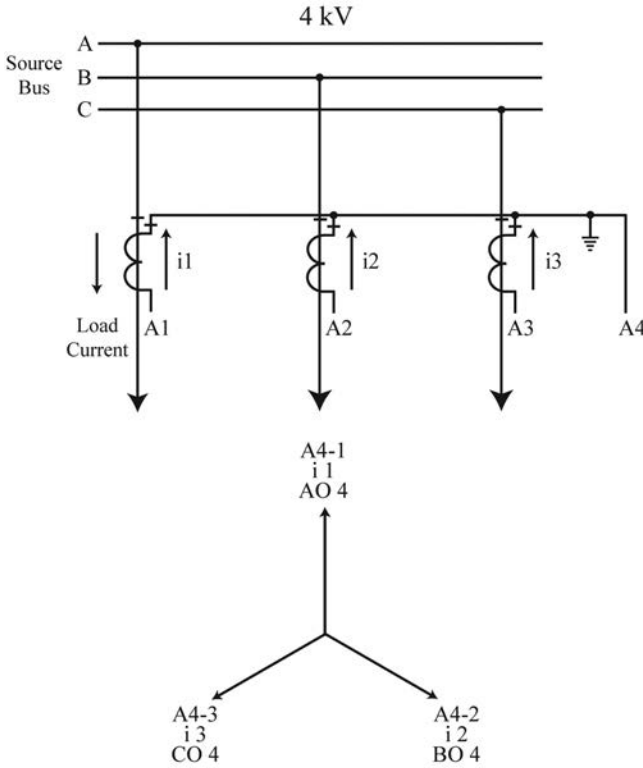 4 kV
A
Source
Bus
B
C
i1
i2
i3
Load
Current
A1
A2
A3
A4
A4-1
i 1
AO 4
A4-3
i 3
CO 4
A4-2
i 2
BO 4